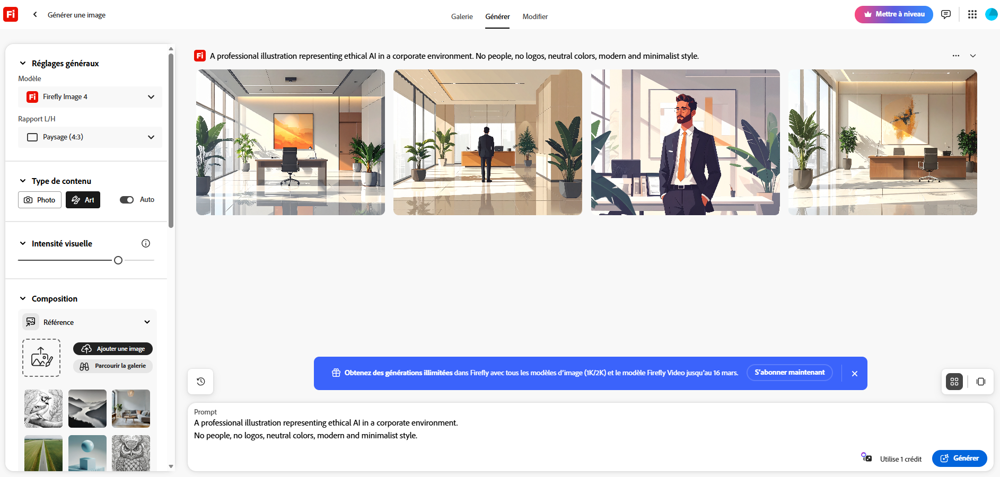 Fi
Générer une image
Galerie
Générer
Modifier
Mettre à niveau
Réglages généraux
Modèle
Fi Firefly Image 4
Rapport L/H
Paysage (4:3)
Type de contenu
Photo
Art
Auto
Intensité visuelle
Composition
Référence
Ajouter une image
Parcourir la galerie
Fi A professional illustration representing ethical AI in a corporate environment. No people, no logos, neutral colors, modern and minimalist style.
Obtenez des générations illimitées dans Firefly avec tous les modèles d'image (1K/2K) et le modèle Firefly Video jusqu'au 16 mars.
S'abonner maintenant
Prompt
A professional illustration representing ethical AI in a corporate environment.
No people, no logos, neutral colors, modern and minimalist style.
Utilise 1 crédit
Générer